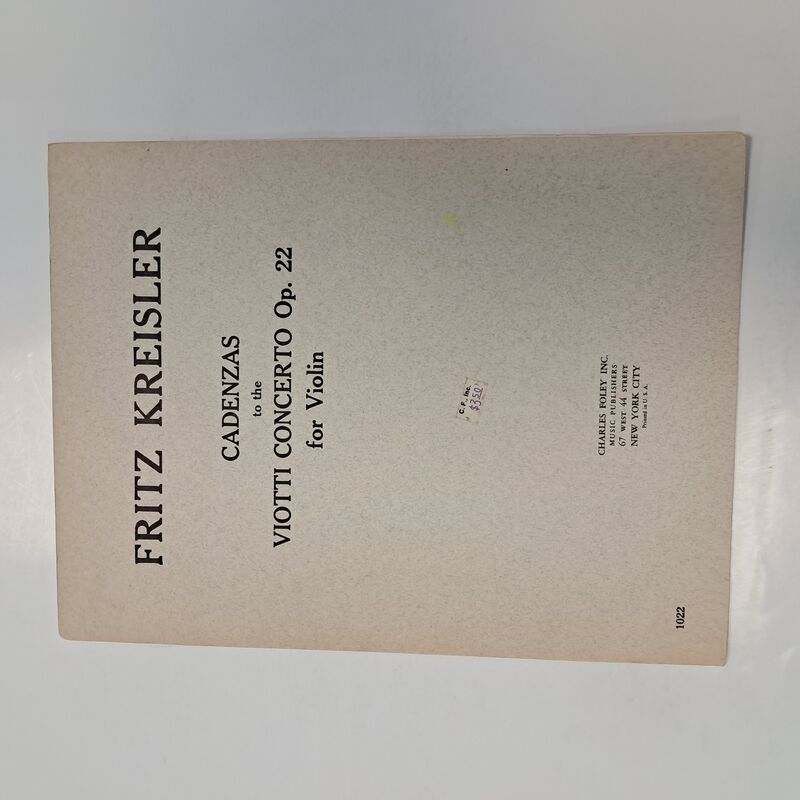 FRITZ KREISLER
CADENZAS
to the
VIOTTI CONCERTO Op. 22
for Violin
C. F., Inc.
$3.50
CHARLES FOLEY INC.
MUSIC PUBLISHERS
67 WEST 44 STREET
NEW YORK CITY
Printed in U. S. A.
1022